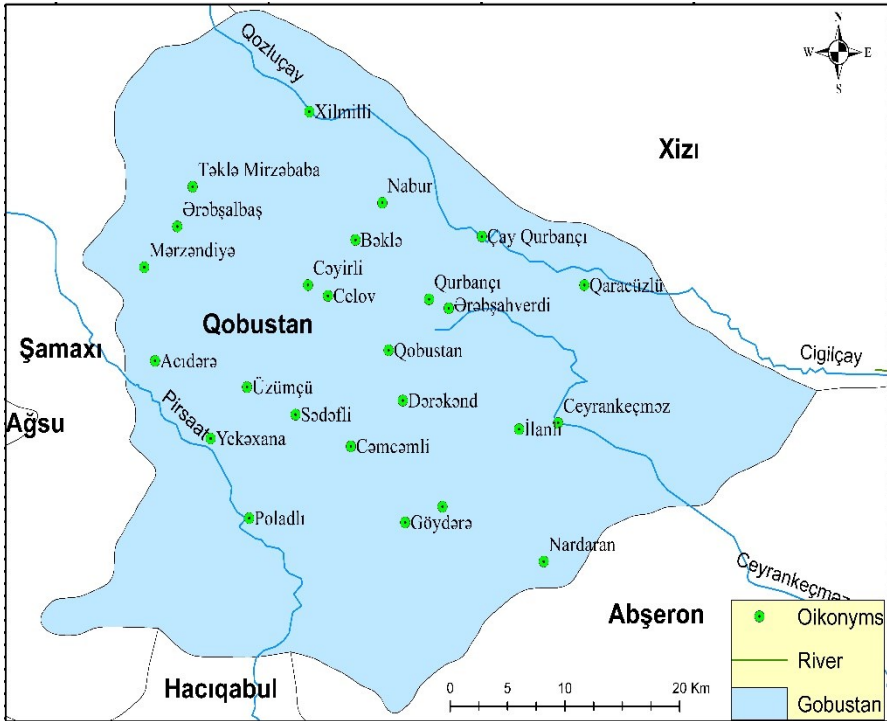 N
W E
S
Qozluçay
Xilmilli
Xızı
Təklə Mirzəbaba
Nabur
Ərəbşalbaş
Çay Qurbançı
Bəklə
Mərzəndiyə
Cəyirli
Qaracüzlü
Celov
Qurbançı
Ərəbşahverdi
Qobustan
Şamaxı
Qobustan
Cigilçay
Acıdərə
Üzümçü
Dərəkənd
Ağsu
Pirsaat
Sədəfli
Ceyrankeçməz
İlanlı
Yekəxana
Cəmcəmli
Poladlı
Göydərə
Nardaran
Ceyrankeçməz
Abşeron
Hacıqabul
0 5 10 20 Km
Oikonyms
River
Gobustan